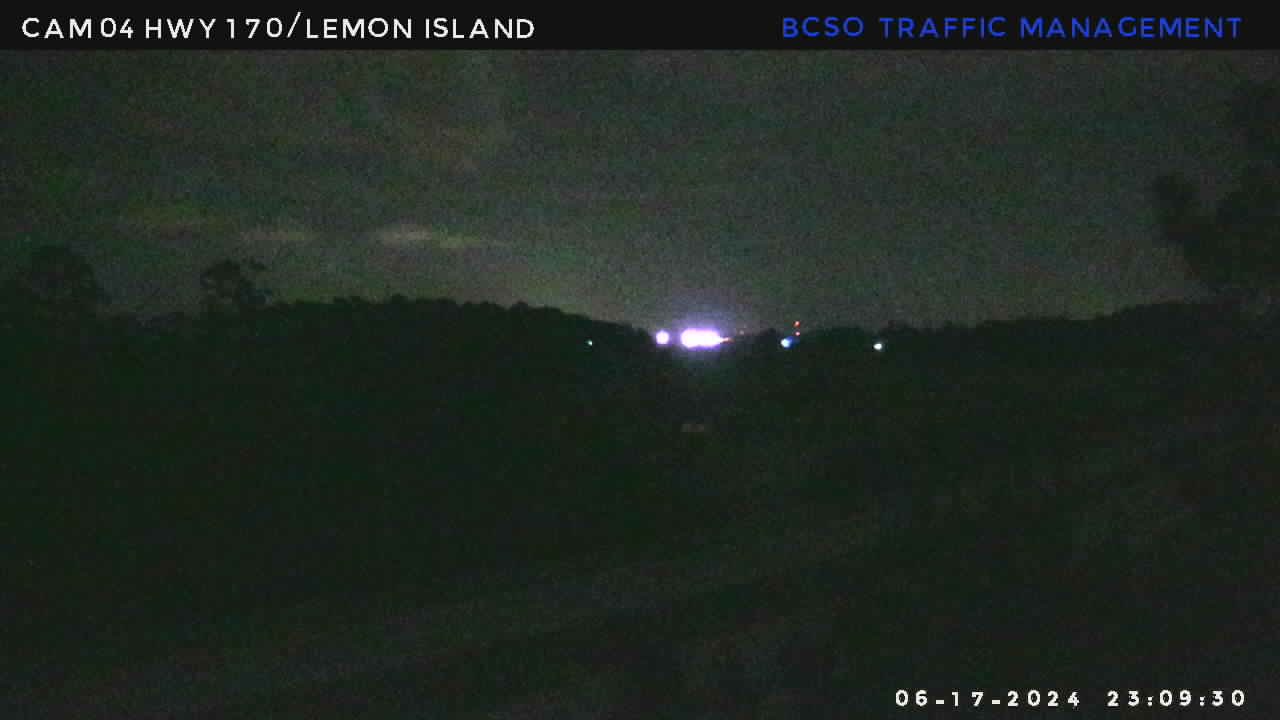 CAM04 HWY 170/LEMON ISLAND
BCSO TRAFFIC MANAGEMENT
06-17-2024 23:09:30